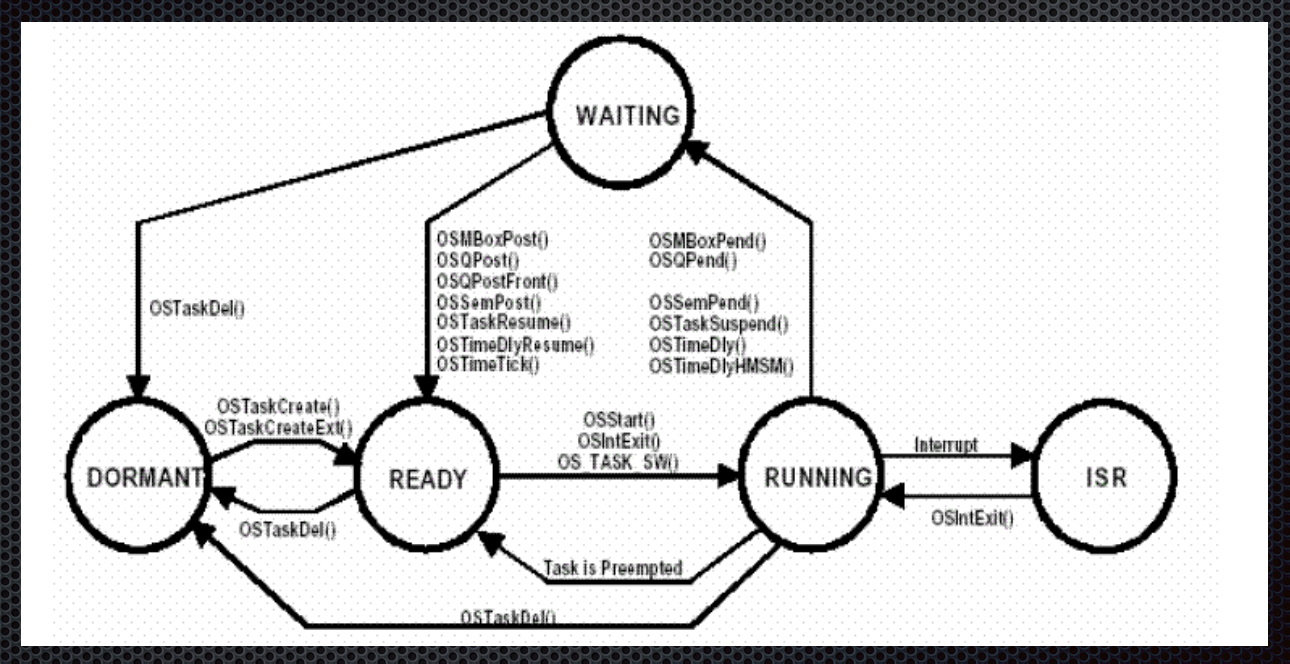 WAITING
OSMBoxPost()
OSQPost()
OSQPostFront()
OSSemPost()
OSTaskResume()
OSTimeDlyResume()
OSTimeTick()
OSMBoxPend()
OSQPend()
OSSemPend()
OSTaskSuspend()
OSTimeDly()
OSTimeDlyHMSM()
OSTaskDel()
OSTaskCreate()
OSTaskCreateExt()
OSStart()
OSIntExit()
OS_TASK_SW()
Interrupt
DORMANT
READY
RUNNING
ISR
OSTaskDel()
OSIntExit()
Task is Preempted
OSTaskDel()